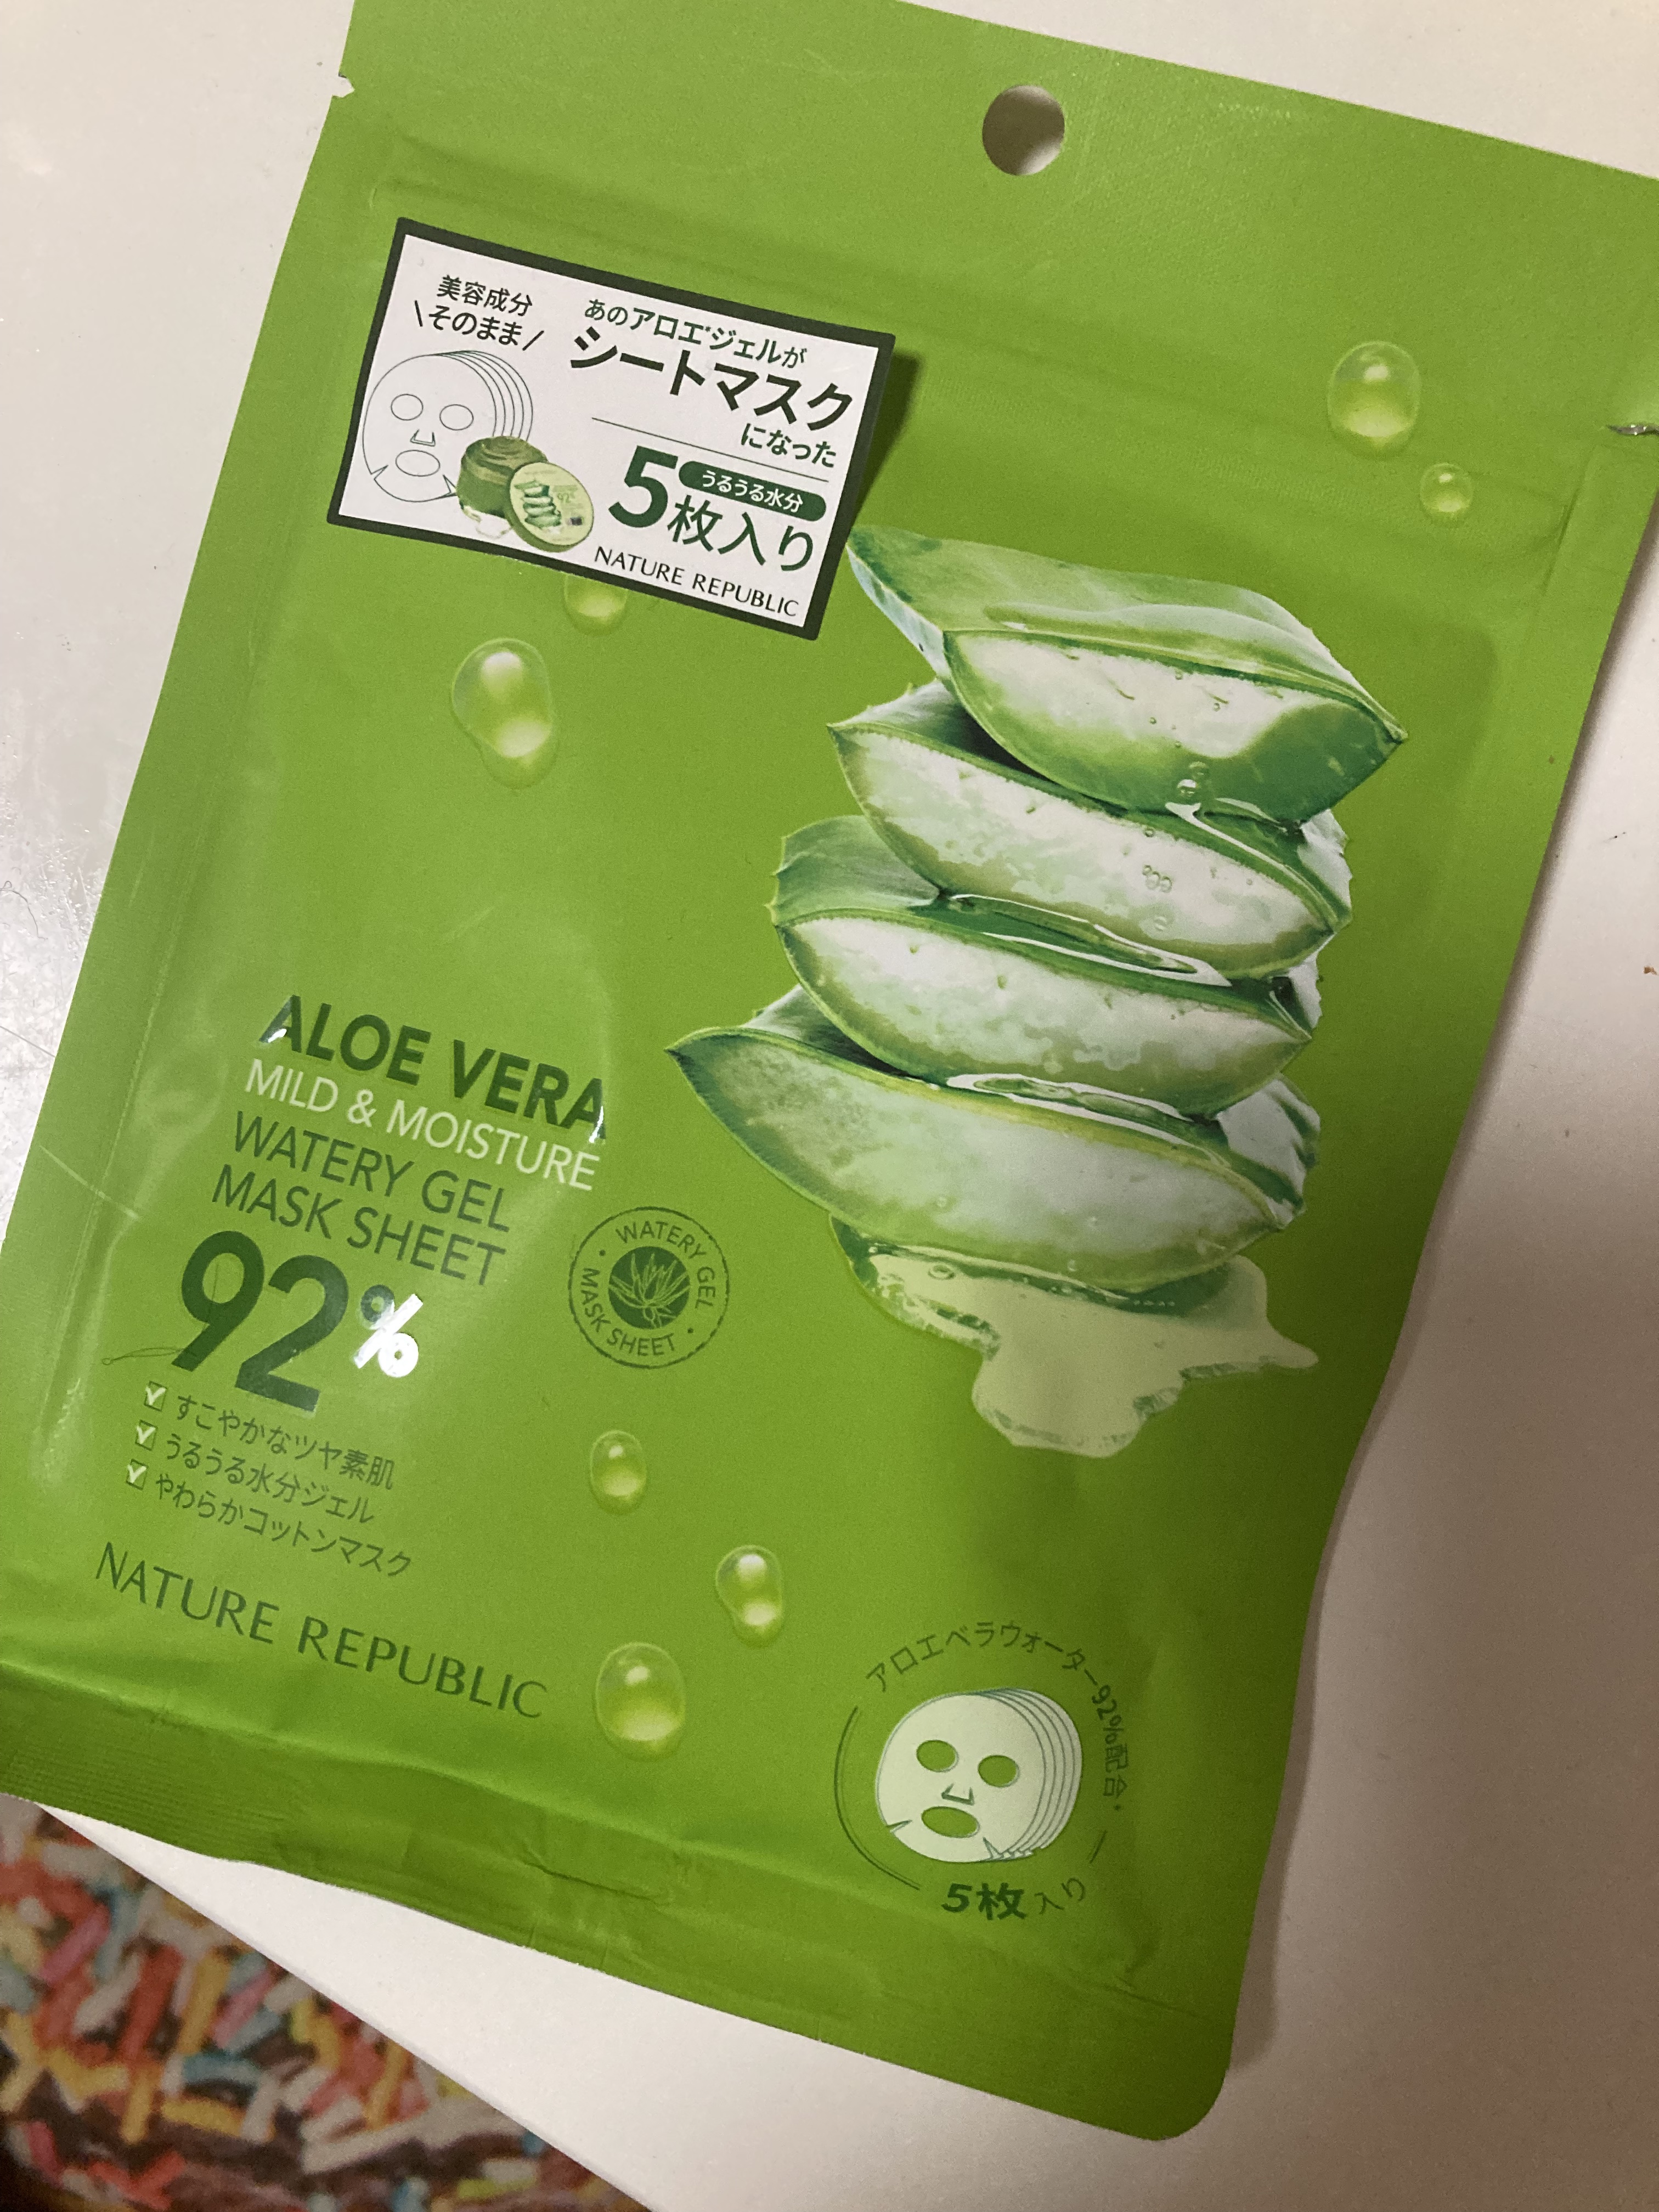 美容成分
\そのまま/
あのアロエ*ジェルが
シートマスク
になった
うるうる水分
5枚入り
NATURE REPUBLIC
ALOE VERA
MILD & MOISTURE
WATERY GEL
MASK SHEET
92%
WATERY GEL
MASK SHEET
すこやかなツヤ素肌
うるうる水分ジェル
やわらかコットンマスク
NATURE REPUBLIC
アロエベラウォーター92%配合*
5枚入り